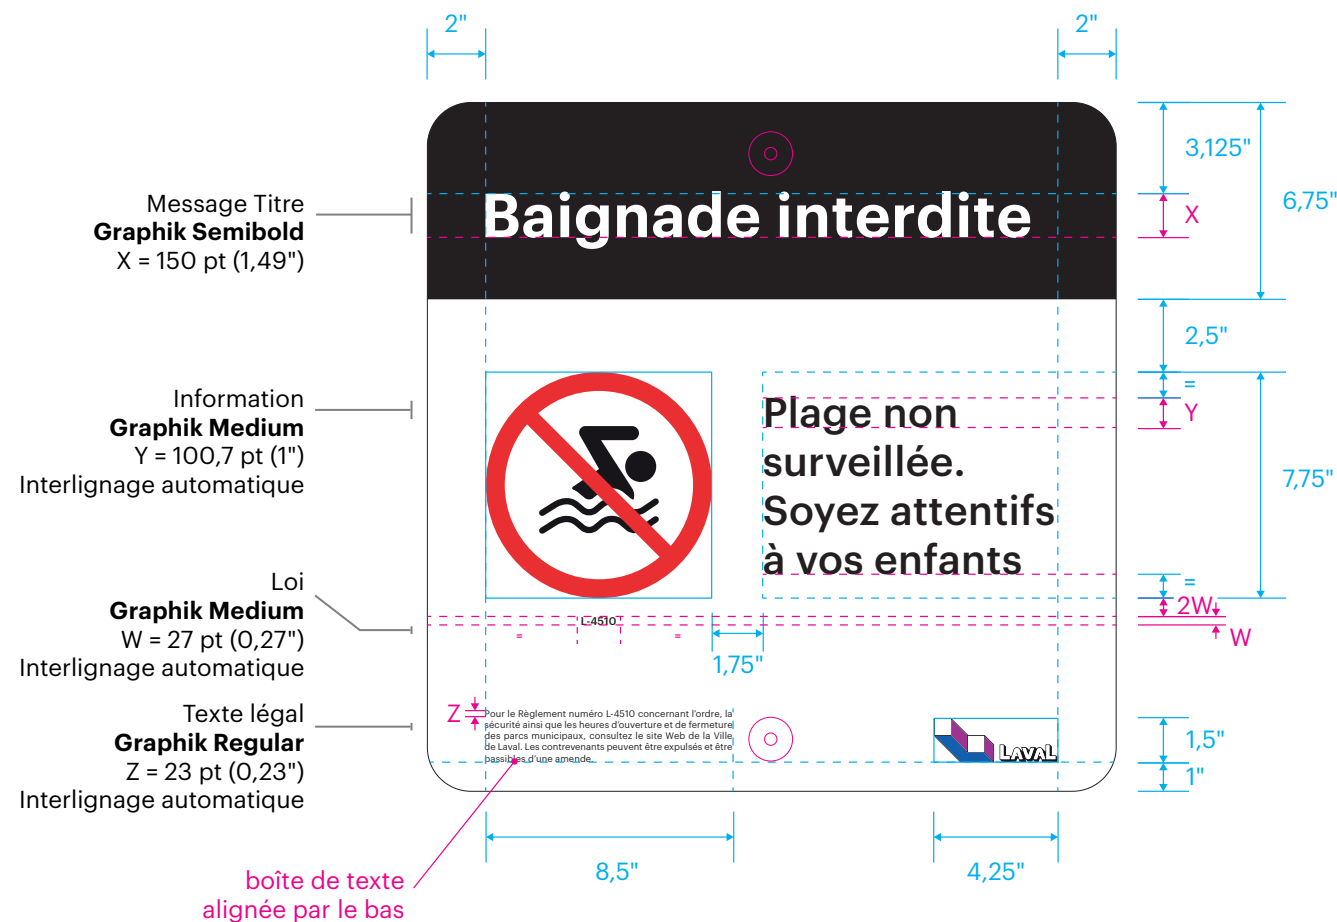 2"
2"
3,125"
6,75"
X
Message Titre
Graphik Semibold
X = 150 pt (1,49")
Baignade interdite
2,5"
Information
Graphik Medium
Y = 100,7 pt (1")
Interlignage automatique
Plage non
surveillée.
Soyez attentifs
à vos enfants
=
Y
7,75"
=
2W
W
Loi
Graphik Medium
W = 27 pt (0,27")
Interlignage automatique
L-4510
=
=
1,75"
Texte légal
Graphik Regular
Z = 23 pt (0,23")
Interlignage automatique
Z
Pour le Règlement numéro L-4510 concernant l'ordre, la
sécurité ainsi que les heures d'ouverture et de fermeture
des parcs municipaux, consultez le site Web de la Ville
de Laval. Les contrevenants peuvent être expulsés et être
passibles d'une amende.
LAVAL
1,5"
1"
8,5"
4,25"
boîte de texte
alignée par le bas